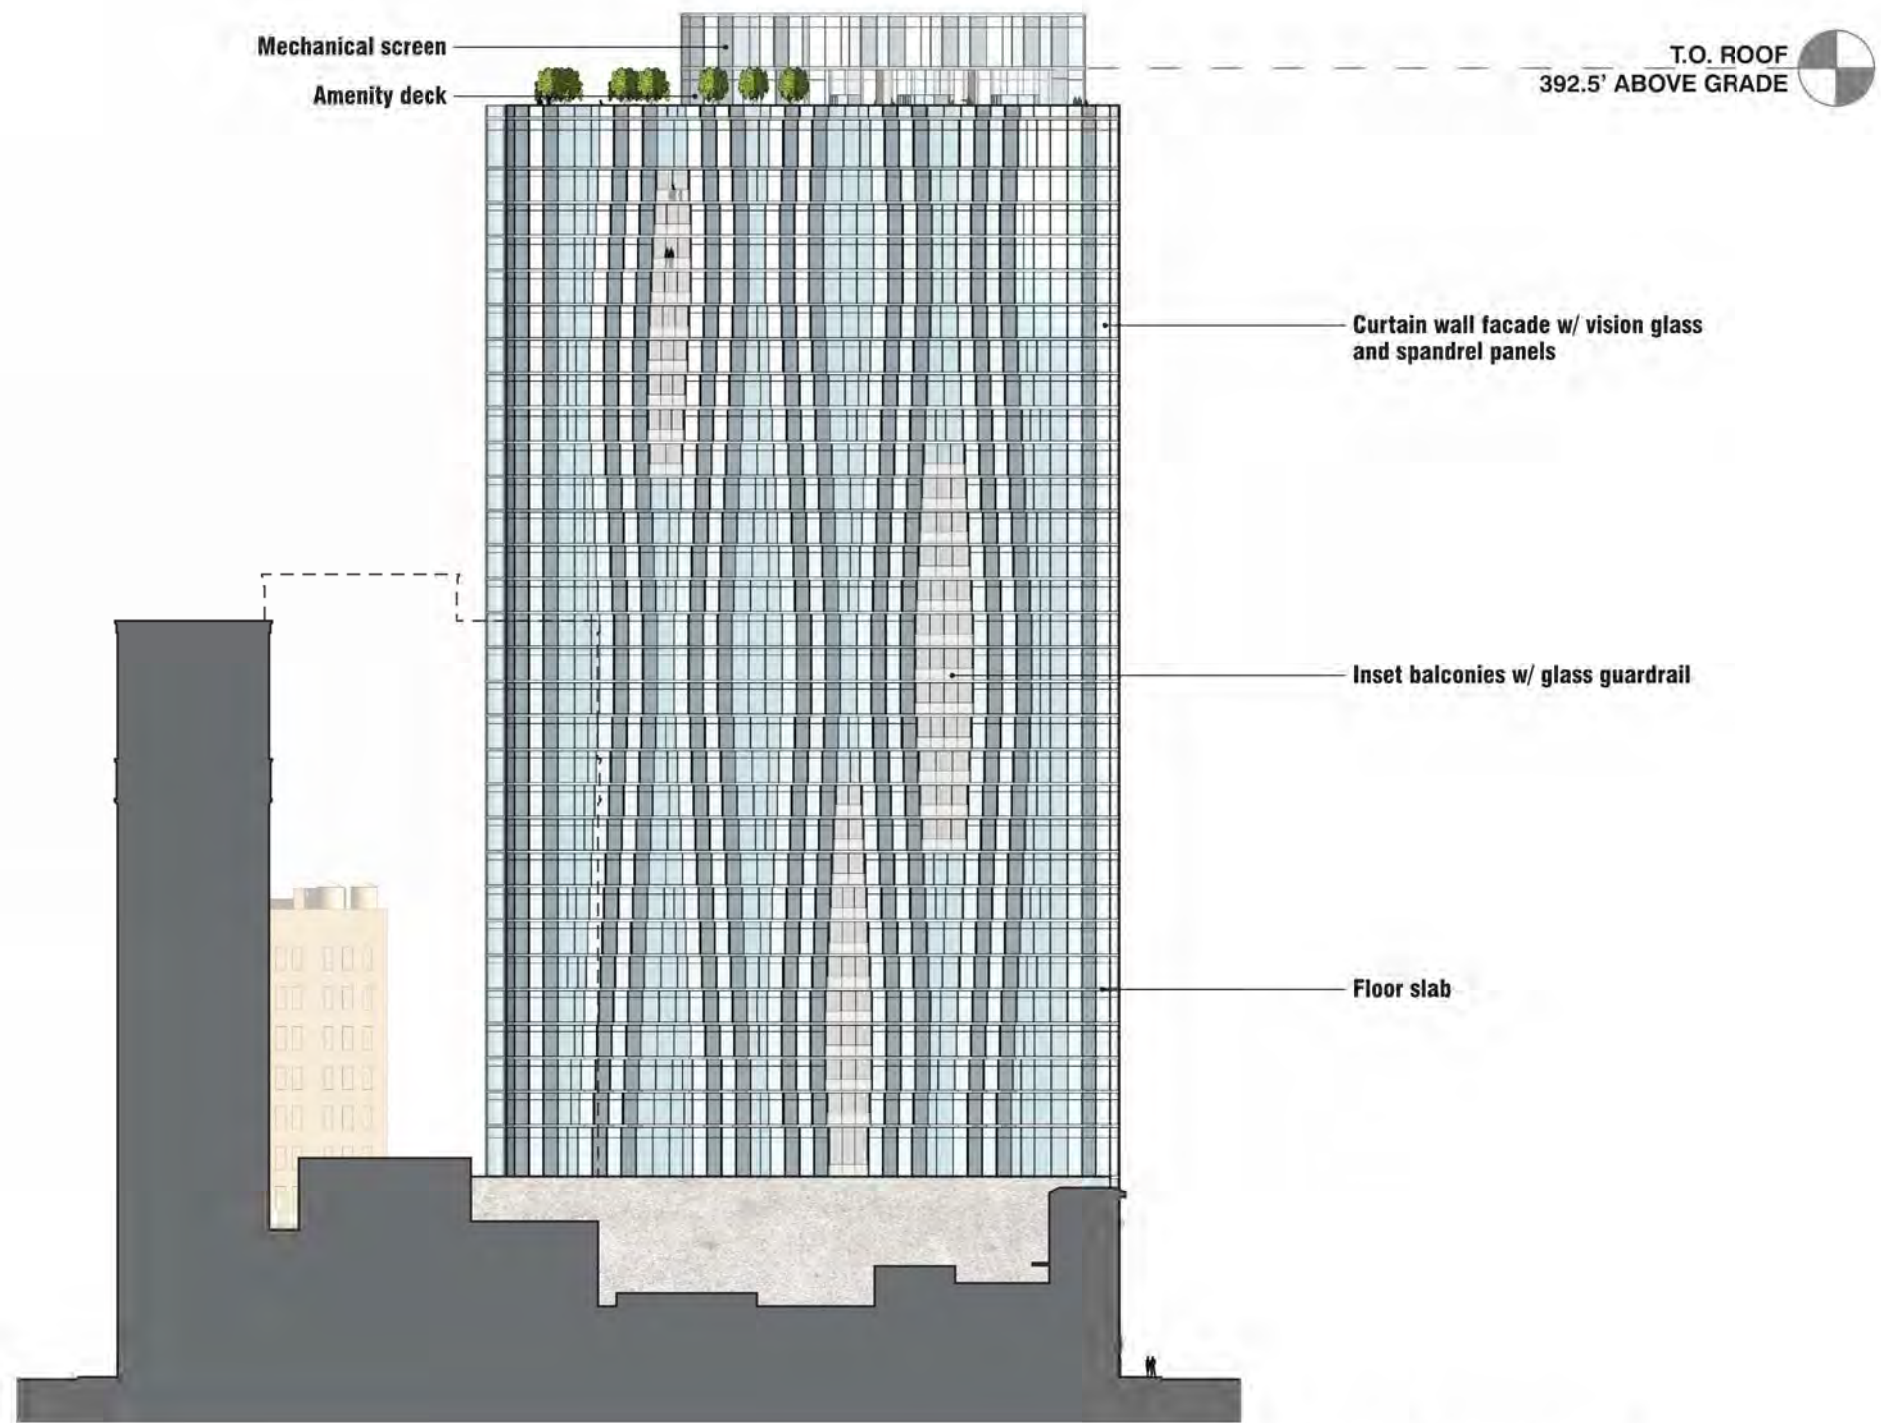 Mechanical screen
Amenity deck
T.O. ROOF
392.5' ABOVE GRADE
Curtain wall facade w/ vision glass
and spandrel panels
Inset balconies w/ glass guardrail
Floor slab